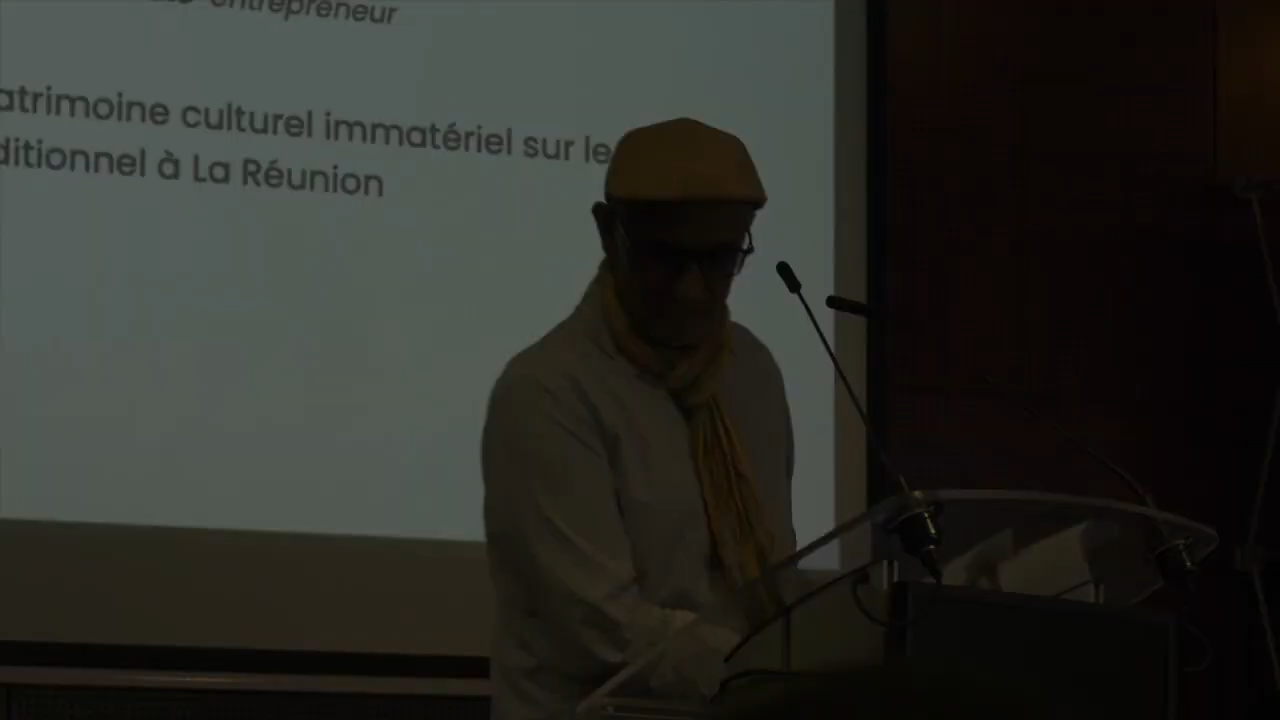 entrepreneur
atrimoine culturel immatériel sur le
ditionnel à La Réunion